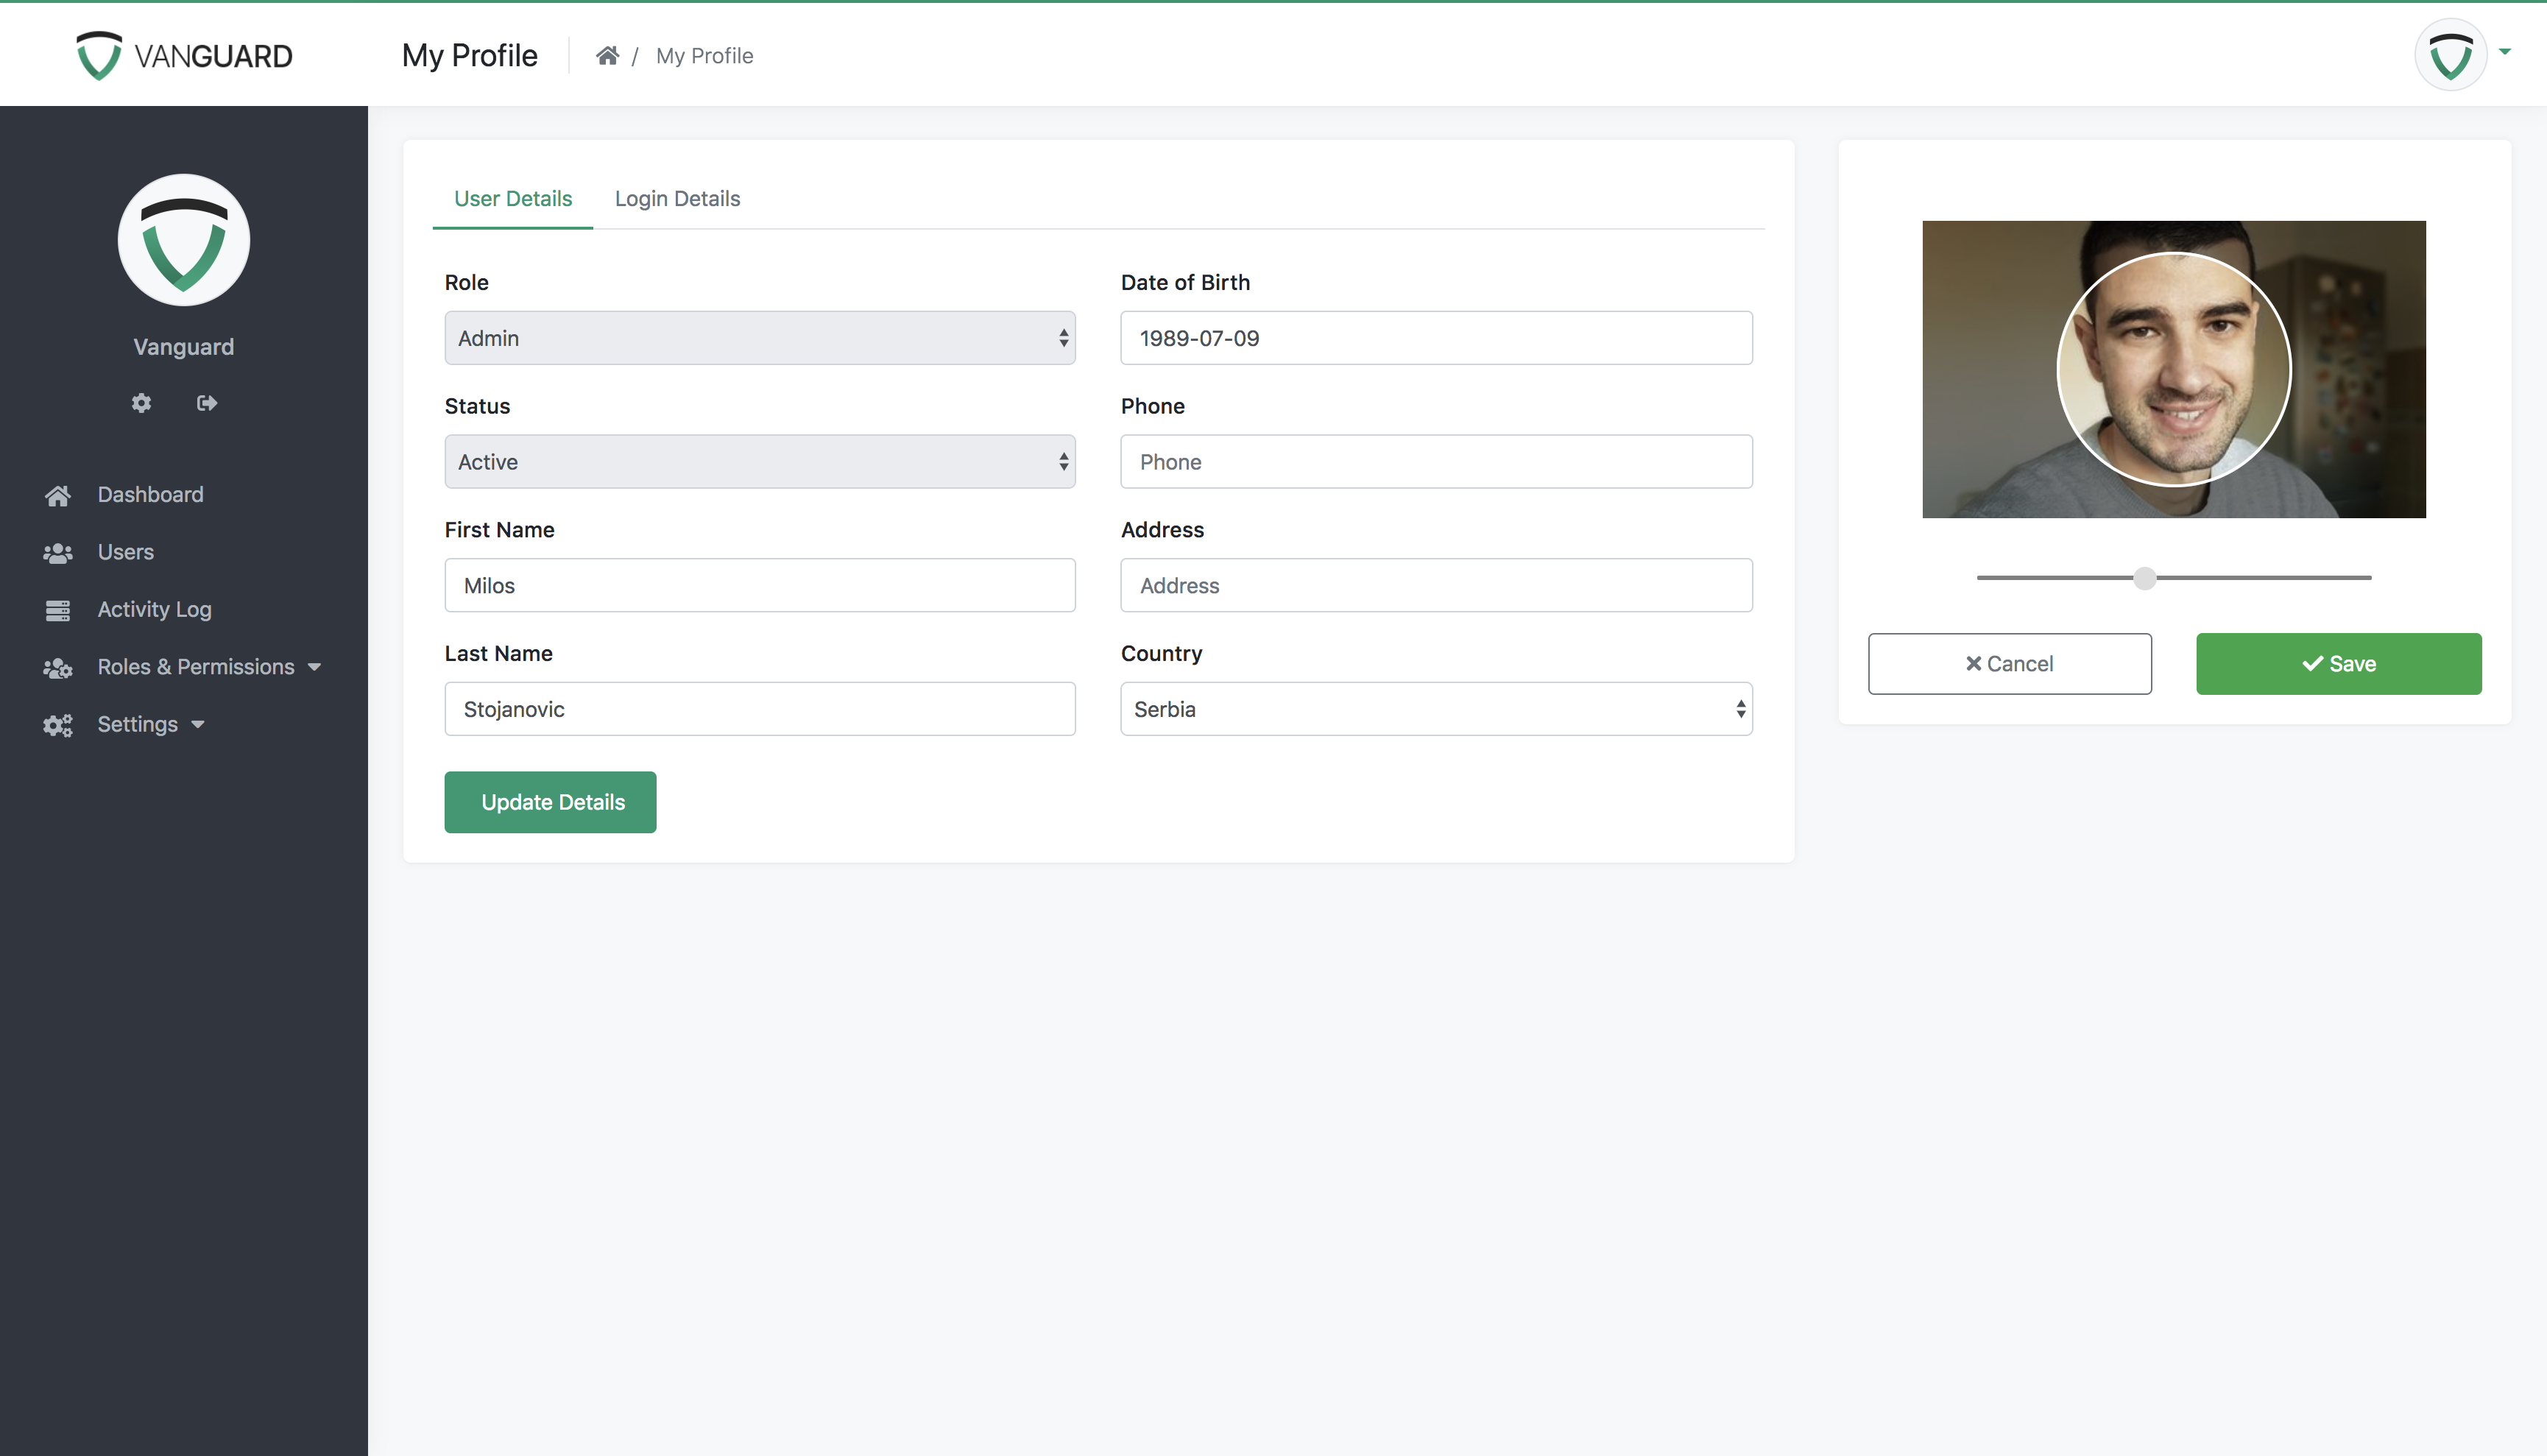 VANGUARD
My Profile
/ My Profile
Vanguard
Dashboard
Users
Activity Log
Roles & Permissions
Settings
User Details
Login Details
Role
Admin
Status
Active
First Name
Milos
Last Name
Stojanovic
Date of Birth
1989-07-09
Phone
Phone
Address
Address
Country
Serbia
Update Details
Cancel
Save